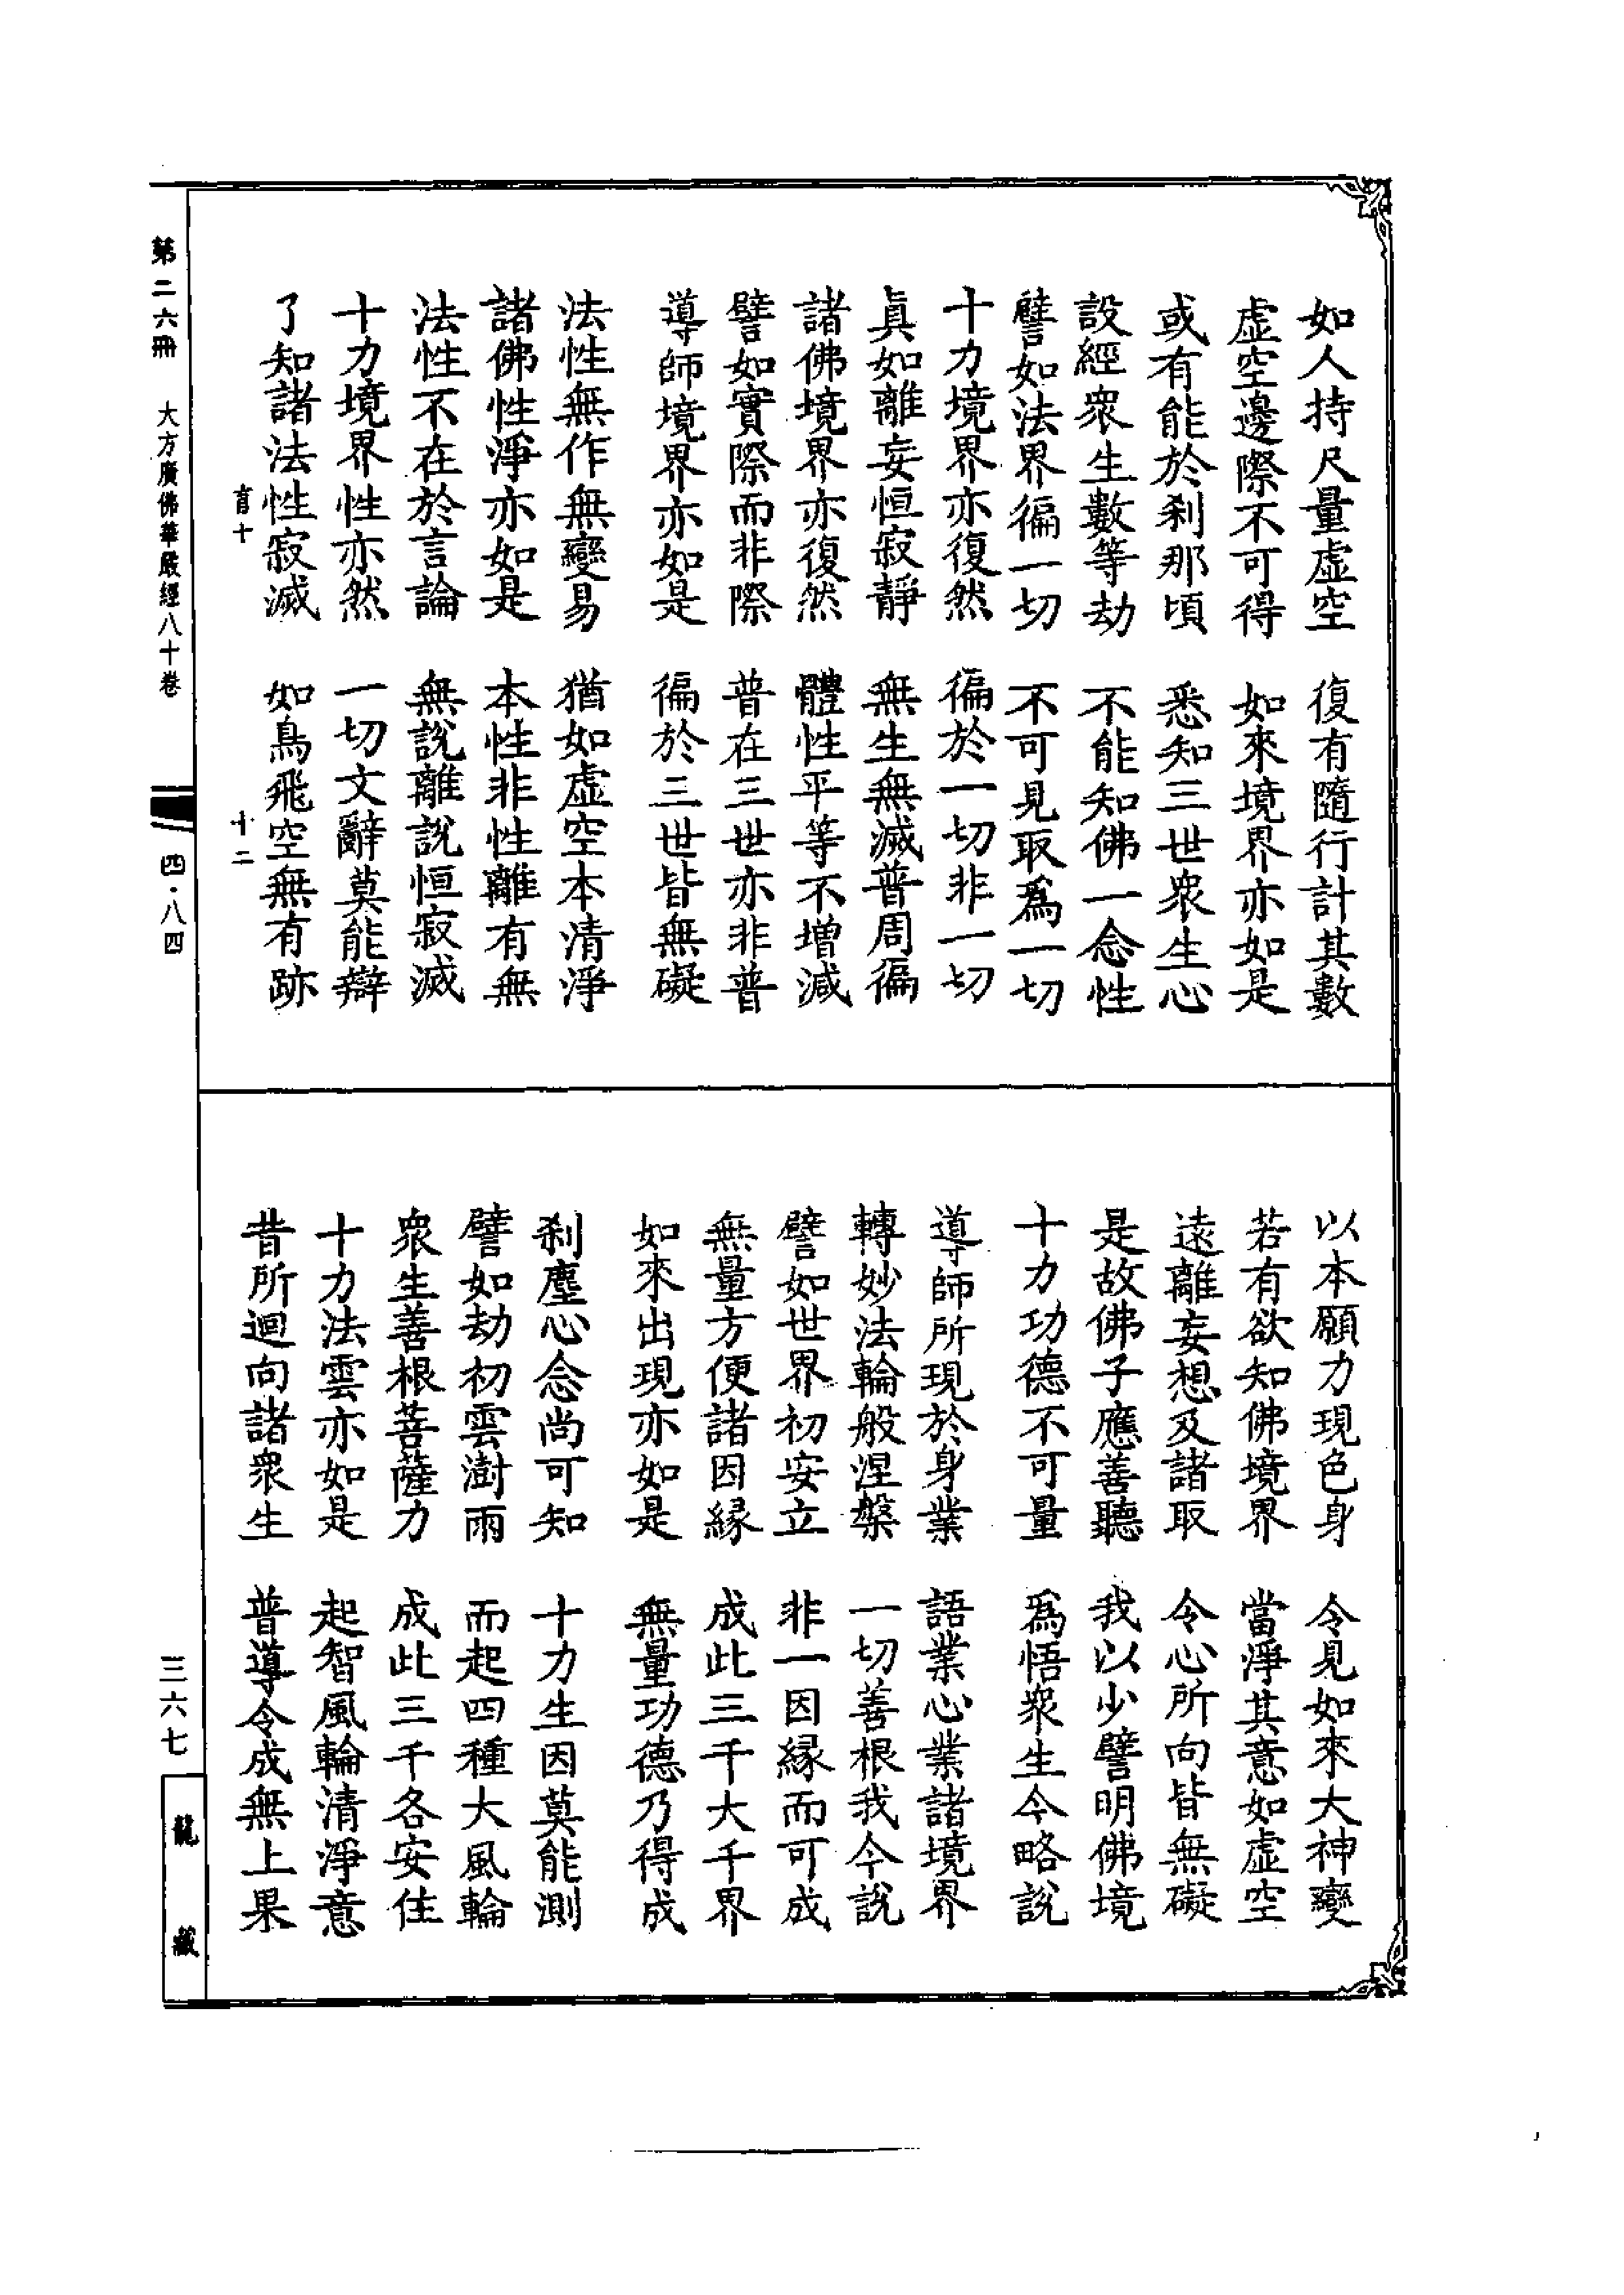 如人持尺量虛空　復有隨行計其數
虛空邊際不可得　如來境界亦如是
或有能於剎那頃　悉知三世眾生心
設經眾生數等劫　不能知佛一念性
譬如法界徧一切　不可見取為一切
十力境界亦復然　徧於一切非一切
真如離妄恒寂靜　無生無滅普周徧
諸佛境界亦復然　體性平等不增減
譬如實際而非際　普在三世亦非普
導師境界亦如是　徧於三世皆無礙
法性無作無變易　猶如虛空本清淨
諸佛性淨亦如是　本性非性離有無
法性不在於言論　無說離說恒寂滅
十力境界性亦然　一切文辭莫能辯
了知諸法性寂滅　如鳥飛空無有跡
以本願力現色身　令見如來大神變
若有欲知佛境界　當淨其意如虛空
遠離妄想及諸取　令心所向皆無礙
是故佛子應善聽　我以少譬明佛境
十力功德不可量　為悟眾生今略說
導師所現於身業　語業心業諸境界
轉妙法輪般涅槃　一切善根我今說
譬如世界初安立　非一因緣而可成
無量方便諸因緣　成此三千大千界
如來出現亦如是　無量功德乃得成
剎塵心念尚可知　十力生因莫能測
譬如劫初雲澍雨　而起四種大風輪
眾生善根菩薩力　成此三千各安住
十力法雲亦如是　起智風輪清淨意
昔所迴向諸眾生　普導令成無上果
育十　十二
第二六冊　大方廣佛華嚴經八十卷　四·八四　三六七
龍藏